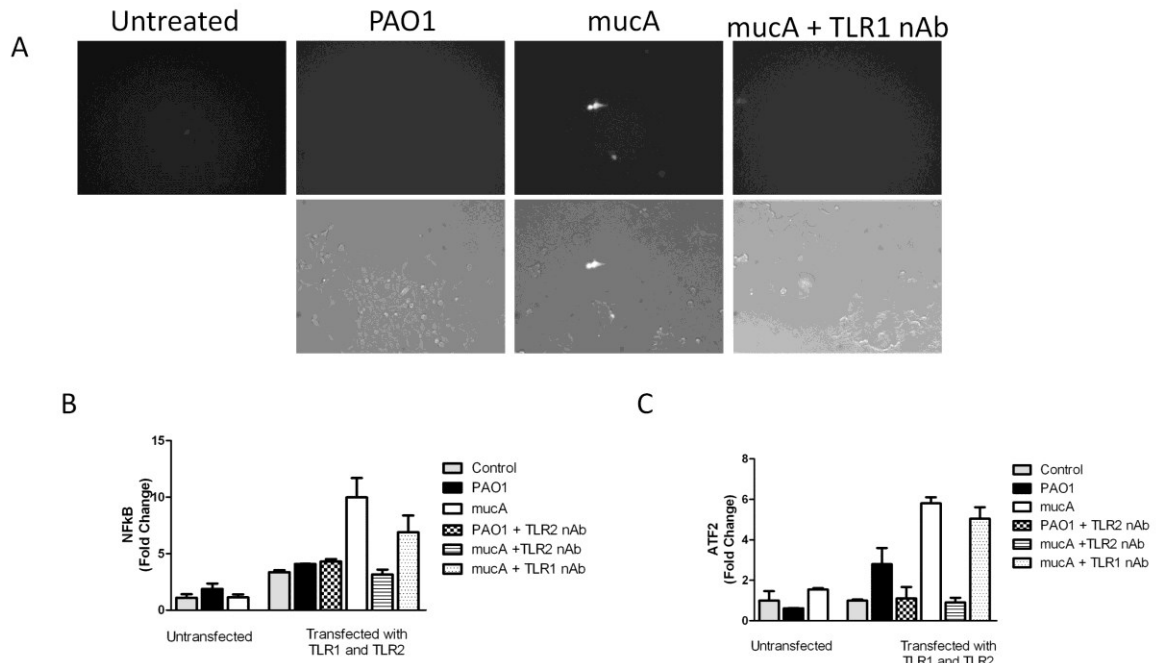 Untreated
PAO1
mucA
mucA + TLR1 nAb
A
B
C
15
10
5
0
NFkB
(Fold Change)
Untransfected
Transfected with
TLR1 and TLR2
Control
PAO1
mucA
PAO1 + TLR2 nAb
mucA +TLR2 nAb
mucA + TLR1 nAb
8
6
4
2
0
ATF2
(Fold Change)
Untransfected
Transfected with
TLR1 and TLR2
Control
PAO1
mucA
PAO1 + TLR2 nAb
mucA +TLR2 nAb
mucA + TLR1 nAb